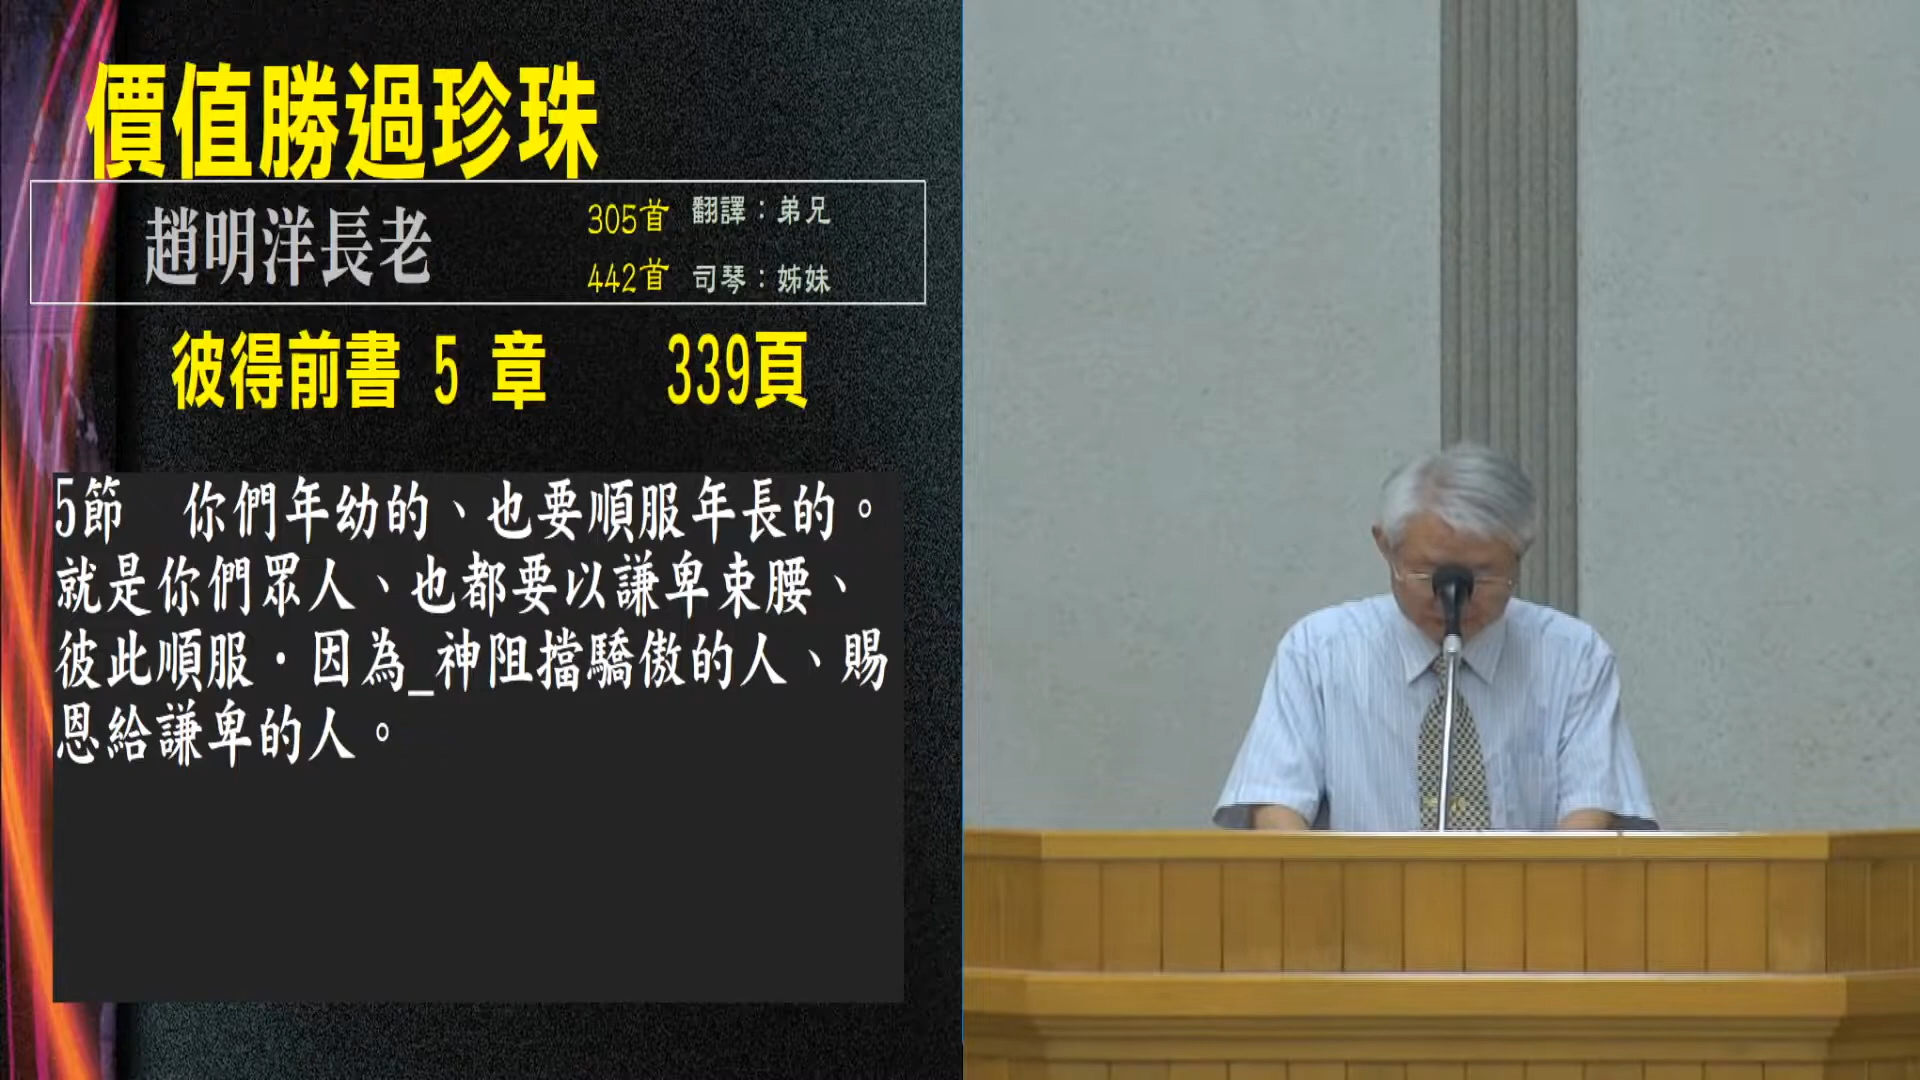 價值勝過珍珠
趙明洋長老
305首 翻譯：弟兄
442首 司琴：姊妹
彼得前書 5 章 339頁
5節 你們年幼的、也要順服年長的。
就是你們眾人、也都要以謙卑束腰、
彼此順服．因為_神阻擋驕傲的人、賜
恩給謙卑的人。